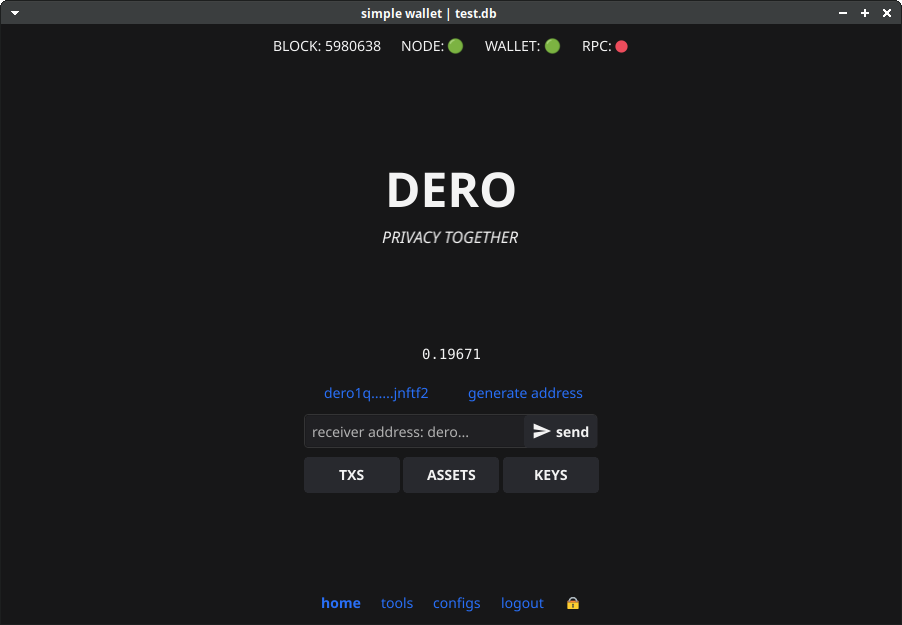 simple wallet | test.db
BLOCK: 5980638 NODE: WALLET: RPC:
DERO
PRIVACY TOGETHER
0.19671
dero1q......jnftf2 generate address
receiver address: dero... send
TXS ASSETS KEYS
home tools configs logout